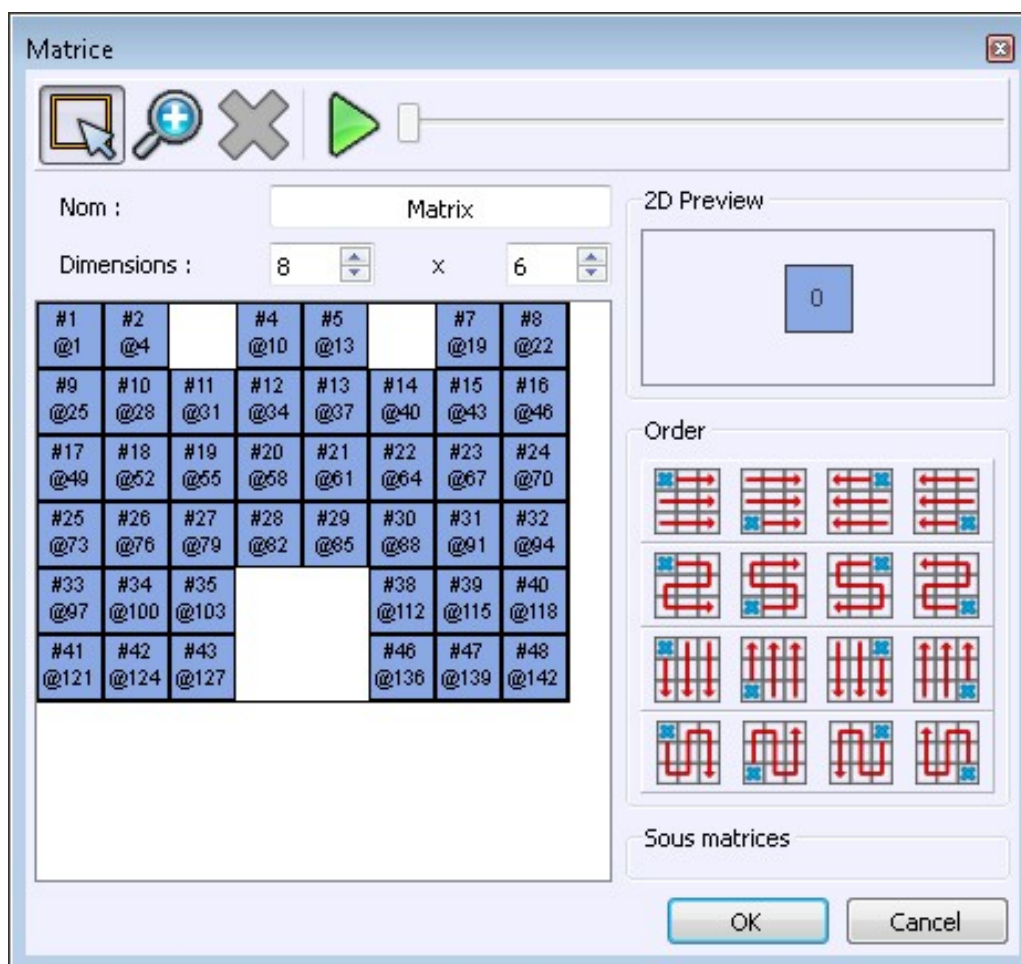 Matrice
Nom :
Matrix
Dimensions :
8
x
6
#1 #2 #4 #5 #7 #8
@1 @4 @10 @13 @19 @22
#9 #10 #11 #12 #13 #14 #15 #16
@25 @28 @31 @34 @37 @40 @43 @46
#17 #18 #19 #20 #21 #22 #23 #24
@49 @52 @55 @58 @61 @64 @67 @70
#25 #26 #27 #28 #29 #30 #31 #32
@73 @76 @79 @82 @85 @88 @91 @94
#33 #34 #35 #38 #39 #40
@97 @100 @103 @112 @115 @118
#41 #42 #43 #46 #47 #48
@121 @124 @127 @136 @139 @142
2D Preview
0
Order
Sous matrices
OK
Cancel